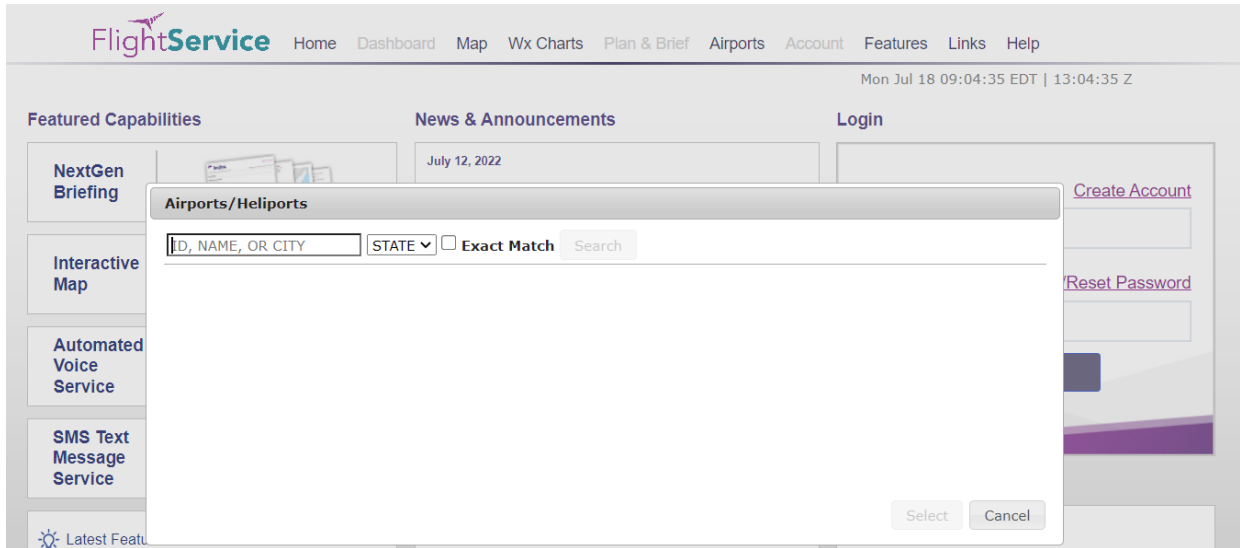 FlightService Home Dashboard Map Wx Charts Plan & Brief Airports Account Features Links Help
Mon Jul 18 09:04:35 EDT | 13:04:35 Z
Featured Capabilities
NextGen
Briefing
Interactive
Map
Automated
Voice
Service
SMS Text
Message
Service
Latest Featu
News & Announcements
July 12, 2022
Login
Create Account
/Reset Password
Airports/Heliports
ID, NAME, OR CITY STATE Exact Match Search
Select Cancel